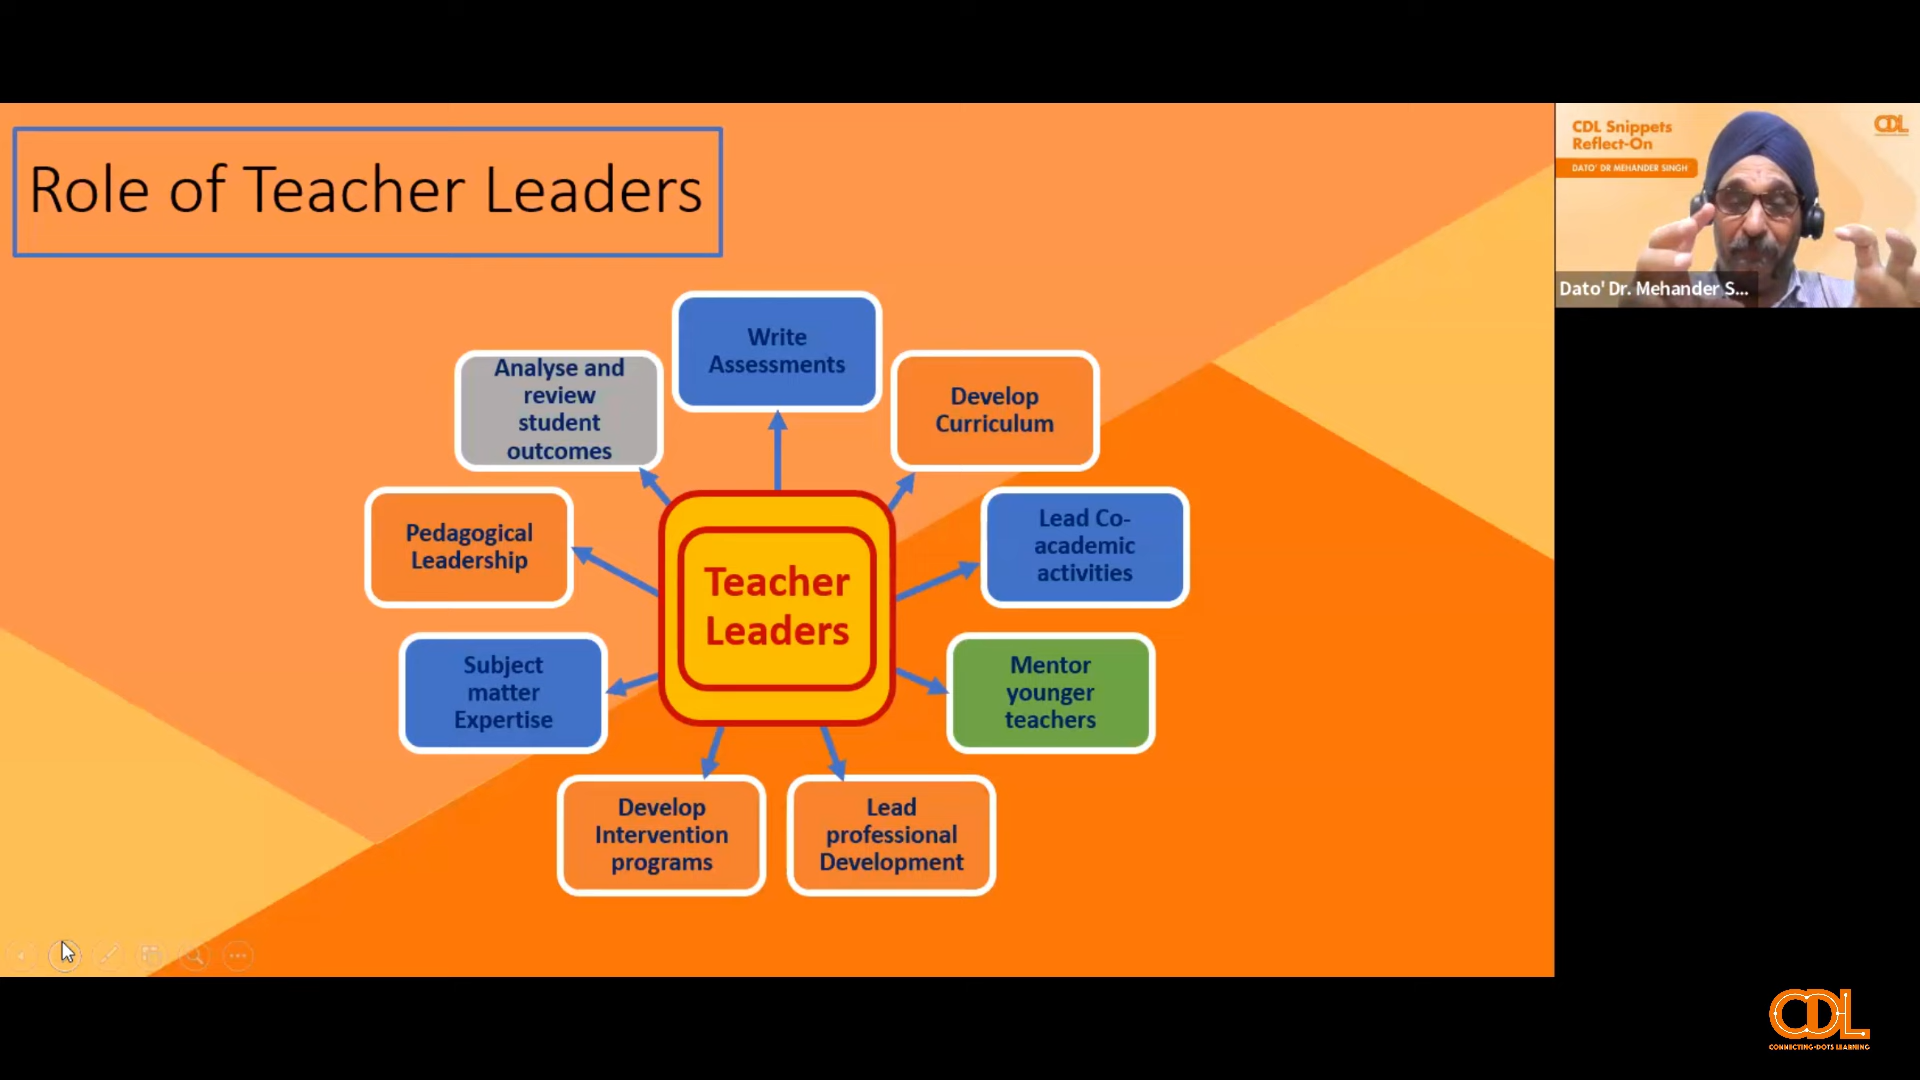 Role of Teacher Leaders
Write
Assessments
Analyse and
review
student
outcomes
Develop
Curriculum
Pedagogical
Leadership
Lead Co-
academic
activities
Teacher
Leaders
Subject
matter
Expertise
Mentor
younger
teachers
Develop
Intervention
programs
Lead
professional
Development
CDL Snippets
Reflect-On
DATO' DR MEHANDER SINGH
CDL
Dato' Dr. Mehander S...
CDL
CONNECTING-DOTS LEARNING